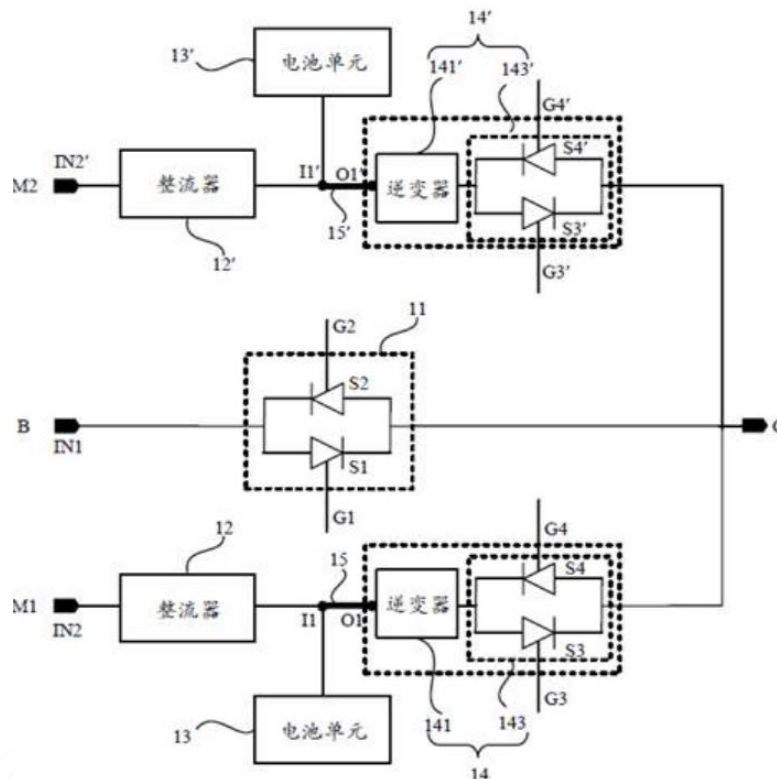 14'
13'
电池单元
141'
143'
G4'
S4'
IN2'
M2
整流器
I1'
O1'
逆变器
15'
S3'
12'
G3'
11
G2
S2
B
IN1
S1
G1
G4
12
15
S4
M1
整流器
逆变器
IN2
I1
O1
S3
G3
13
电池单元
141
143
14